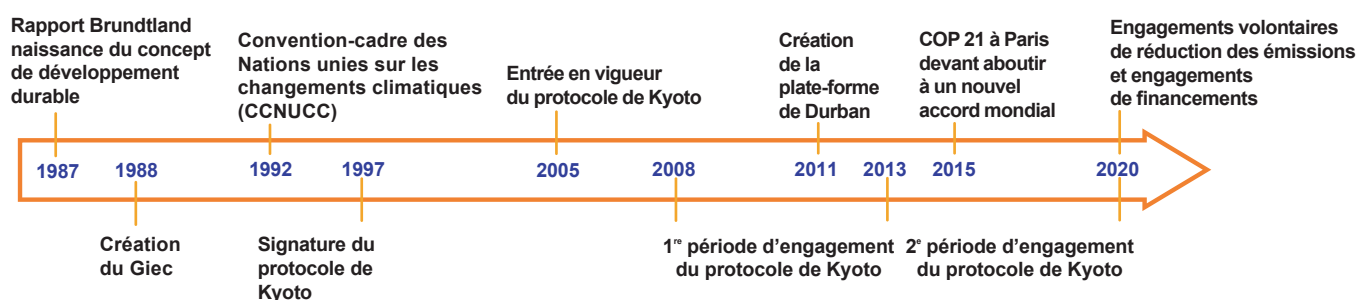 Rapport Brundtland
naissance du concept
de développement
durable
Convention-cadre des
Nations unies sur les
changements climatiques
(CCNUCC)
Entrée en vigueur
du protocole de Kyoto
Création
de la
plate-forme
de Durban
COP 21 à Paris
devant aboutir
à un nouvel
accord mondial
Engagements volontaires
de réduction des émissions
et engagements
de financements
1987 1988 1992 1997 2005 2008 2011 2013 2015 2020
Création
du Giec
Signature du
protocole de
Kyoto
1re période d’engagement
du protocole de Kyoto
2e période d’engagement
du protocole de Kyoto